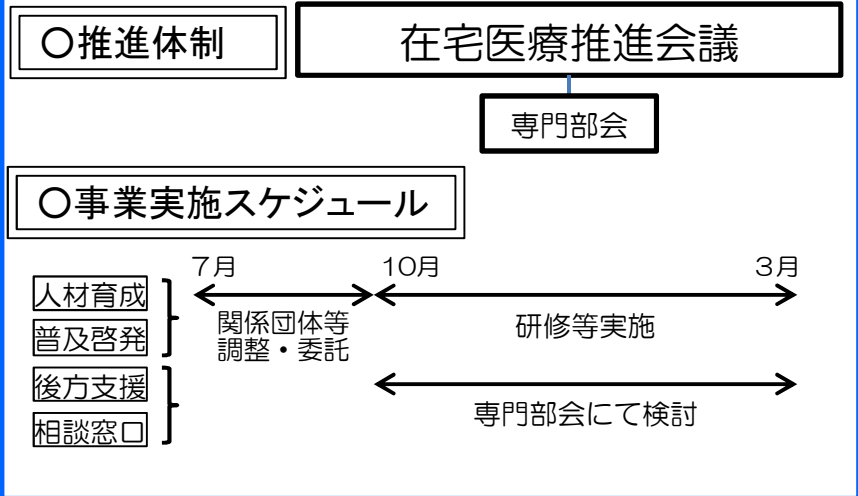 〇推進体制
在宅医療推進会議
専門部会
〇事業実施スケジュール
7月
10月
3月
人材育成
普及啓発
関係団体等
調整・委託
研修等実施
後方支援
相談窓口
専門部会にて検討